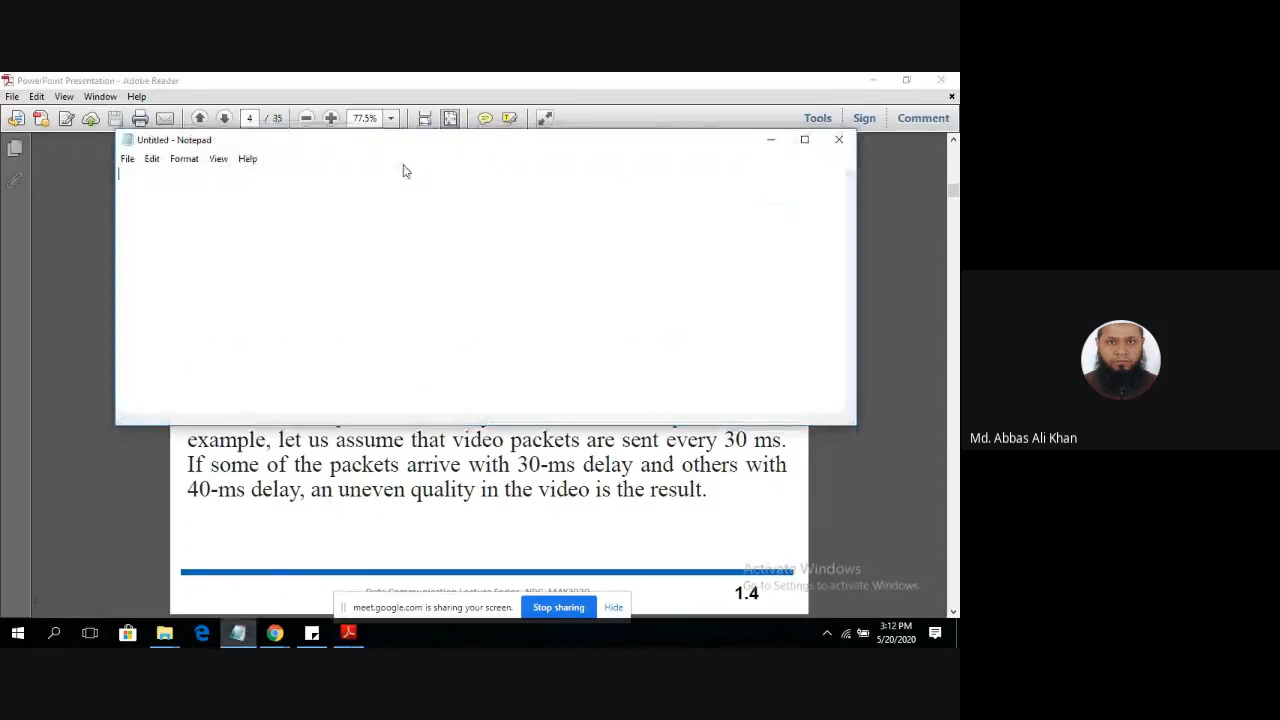 PowerPoint Presentation - Adobe Reader
File Edit View Window Help
4 / 35 77.5% Tools Sign Comment
Untitled - Notepad
File Edit Format View Help
example, let us assume that video packets are sent every 30 ms.
If some of the packets arrive with 30-ms delay and others with
40-ms delay, an uneven quality in the video is the result.
Activate Windows
Go to Settings to activate Windows.
1.4
meet.google.com is sharing your screen. Stop sharing Hide
3:12 PM
5/20/2020
Md. Abbas Ali Khan